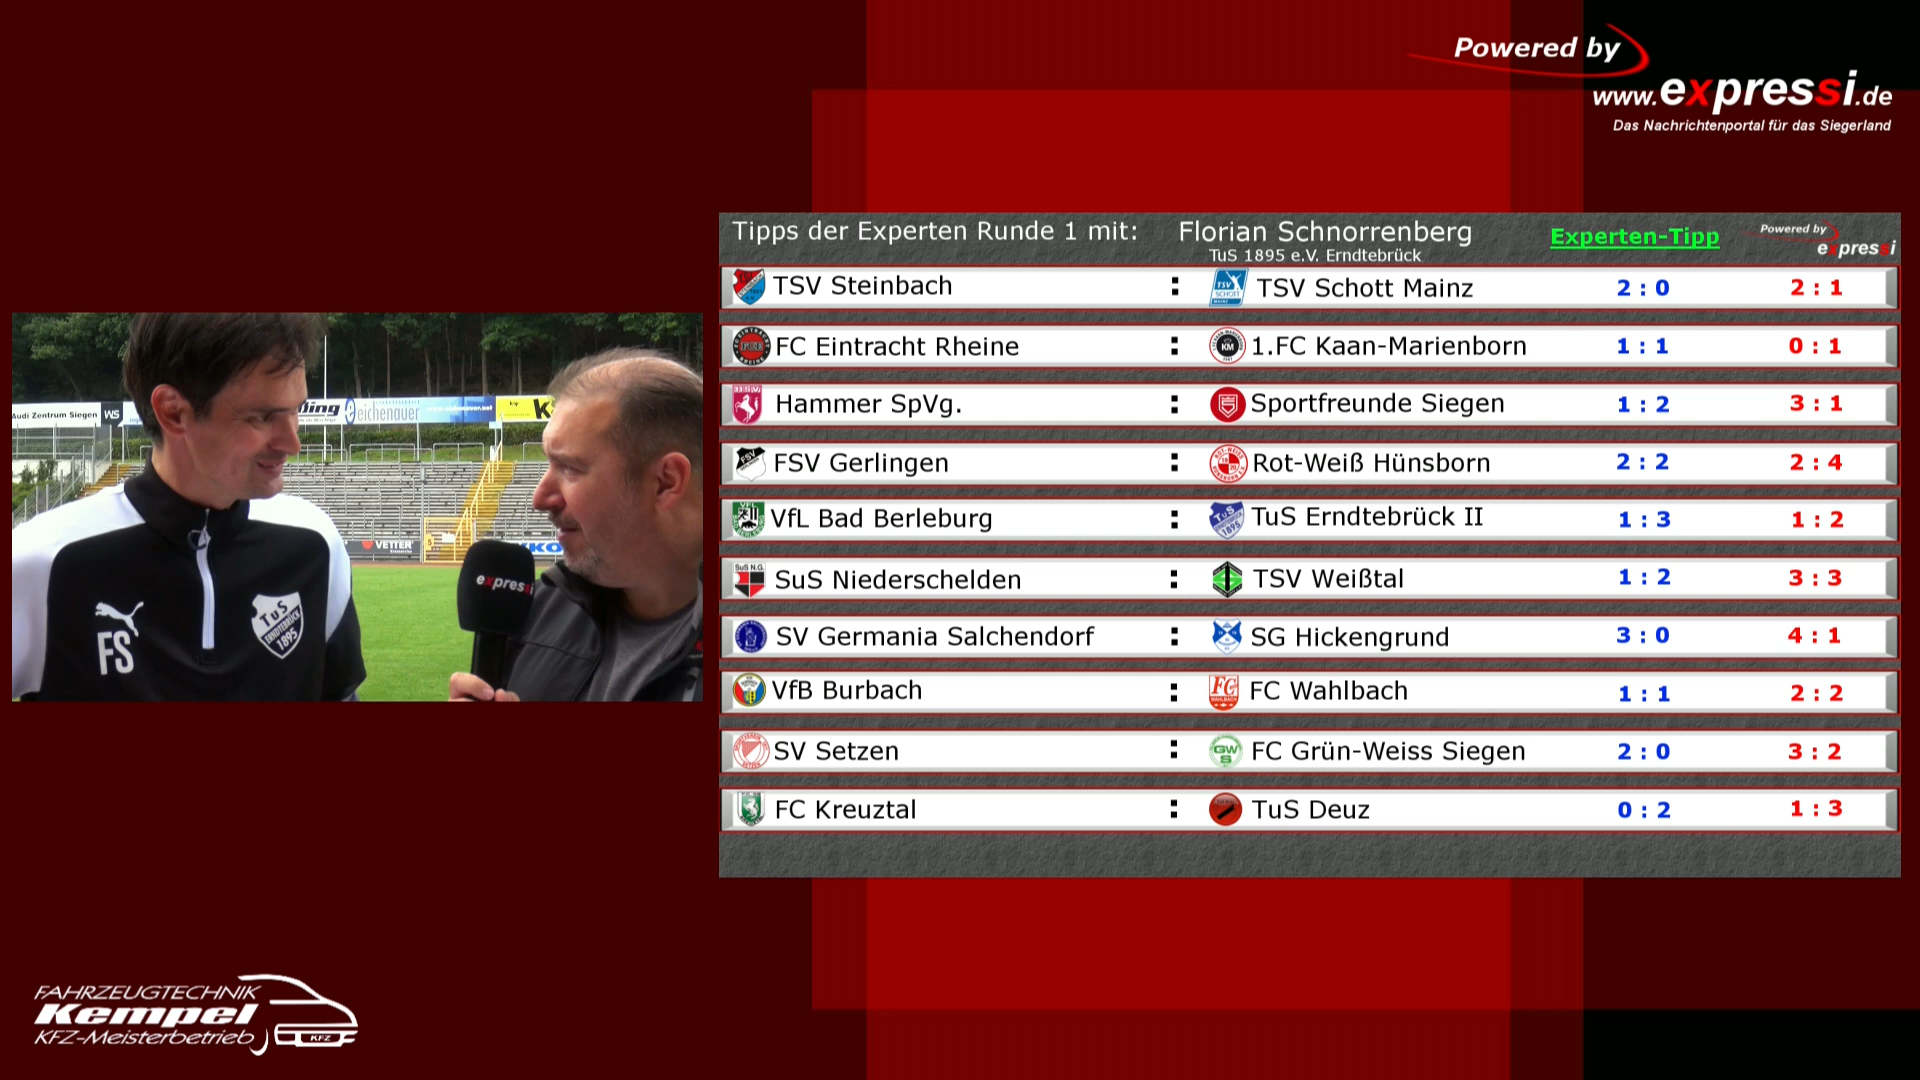 Powered by
www.expressi.de
Das Nachrichtenportal für das Siegerland
Tipps der Experten Runde 1 mit: Florian Schnorrenberg Experten-Tipp Powered by
TuS 1895 e.V. Erndtebrück expressi
TSV Steinbach : TSV Schott Mainz 2 : 0 2 : 1
FC Eintracht Rheine : 1.FC Kaan-Marienborn 1 : 1 0 : 1
Hammer SpVg. : Sportfreunde Siegen 1 : 2 3 : 1
FSV Gerlingen : Rot-Weiß Hünsborn 2 : 2 2 : 4
VfL Bad Berleburg : TuS Erndtebrück II 1 : 3 1 : 2
SuS Niederschelden : TSV Weißtal 1 : 2 3 : 3
SV Germania Salchendorf : SG Hickengrund 3 : 0 4 : 1
VfB Burbach : FC Wahlbach 1 : 1 2 : 2
SV Setzen : FC Grün-Weiss Siegen 2 : 0 3 : 2
FC Kreuztal : TuS Deuz 0 : 2 1 : 3
Audi Zentrum Siegen WS
eichenauer
VETTER
expressi
FS
TuS
ERNDTEBRÜCK
1895
FAHRZEUGTECHNIK
Kempel
KFZ-Meisterbetrieb
KFZ